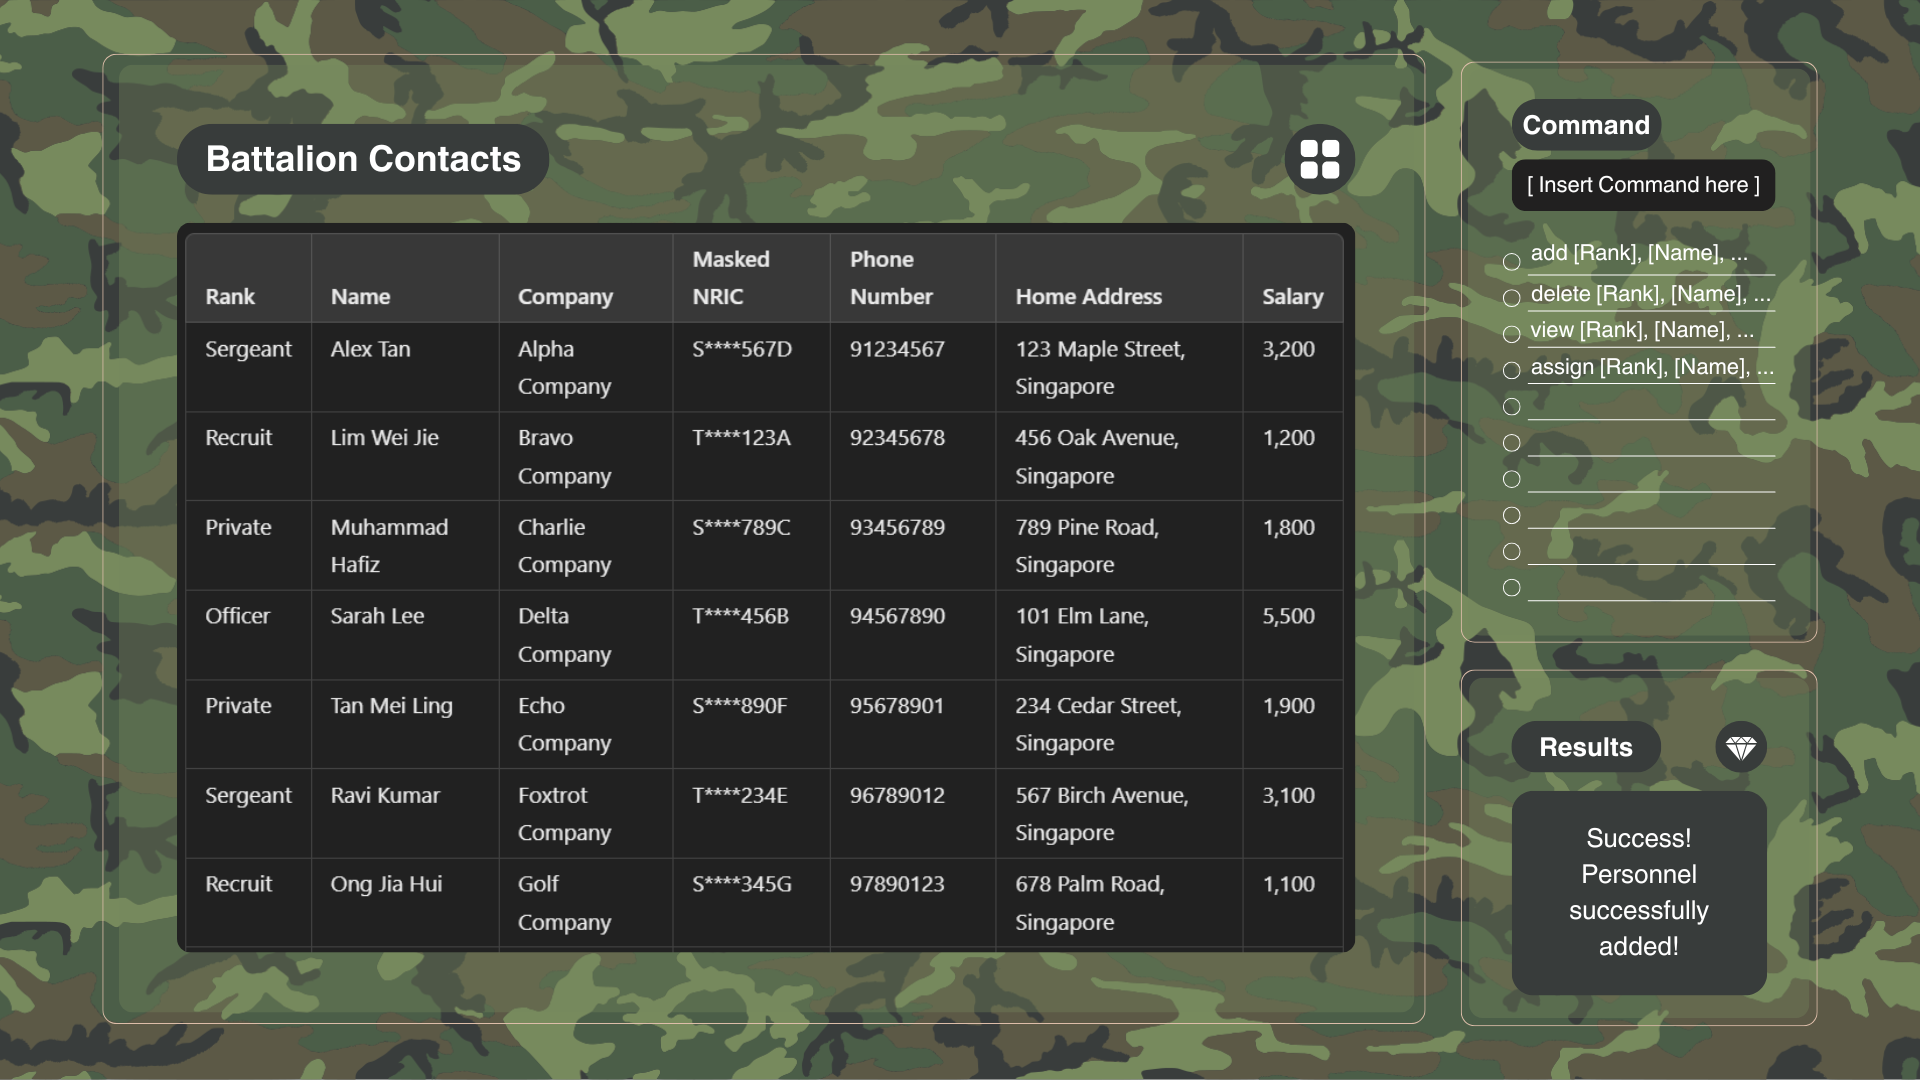 Battalion Contacts
Rank Name Company Masked NRIC Phone Number Home Address Salary
Sergeant Alex Tan Alpha Company S****567D 91234567 123 Maple Street, Singapore 3,200
Recruit Lim Wei Jie Bravo Company T****123A 92345678 456 Oak Avenue, Singapore 1,200
Private Muhammad Hafiz Charlie Company S****789C 93456789 789 Pine Road, Singapore 1,800
Officer Sarah Lee Delta Company T****456B 94567890 101 Elm Lane, Singapore 5,500
Private Tan Mei Ling Echo Company S****890F 95678901 234 Cedar Street, Singapore 1,900
Sergeant Ravi Kumar Foxtrot Company T****234E 96789012 567 Birch Avenue, Singapore 3,100
Recruit Ong Jia Hui Golf Company S****345G 97890123 678 Palm Road, Singapore 1,100
Command
[ Insert Command here ]
add [Rank], [Name], ...
delete [Rank], [Name], ...
view [Rank], [Name], ...
assign [Rank], [Name], ...
Results
Success!
Personnel
successfully
added!